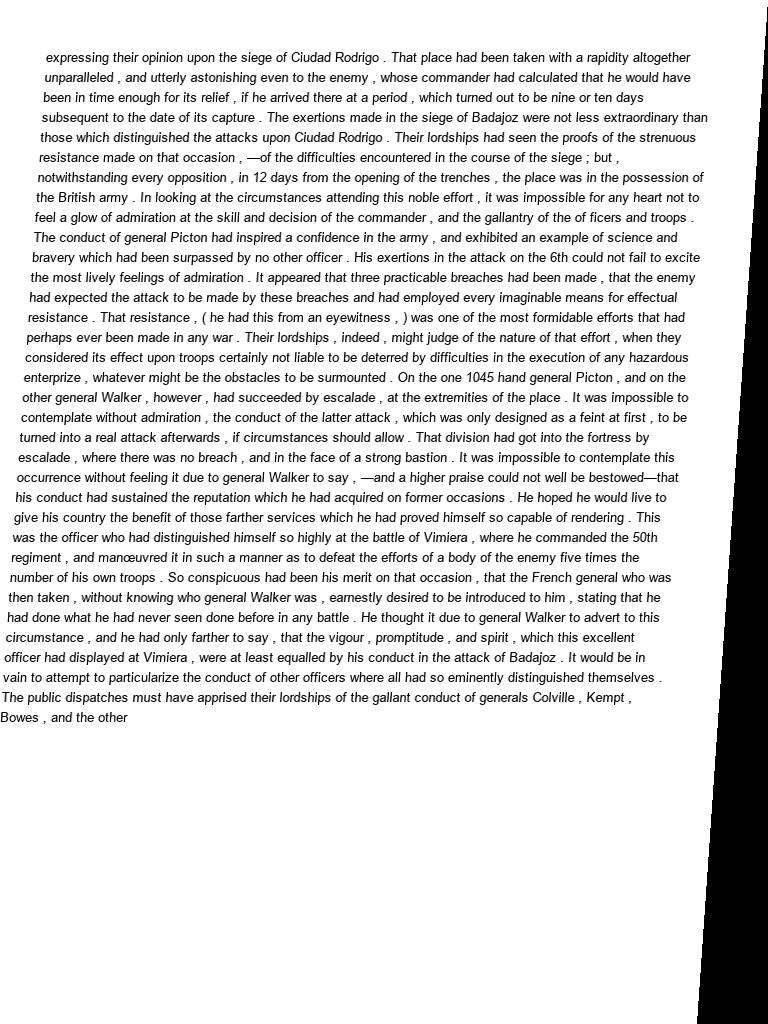 expressing their opinion upon the siege of Ciudad Rodrigo . That place had been taken with a rapidity altogether
unparalleled , and utterly astonishing even to the enemy , whose commander had calculated that he would have
been in time enough for its relief , if he arrived there at a period , which turned out to be nine or ten days
subsequent to the date of its capture . The exertions made in the siege of Badajoz were not less extraordinary than
those which distinguished the attacks upon Ciudad Rodrigo . Their lordships had seen the proofs of the strenuous
resistance made on that occasion , —of the difficulties encountered in the course of the siege ; but ,
notwithstanding every opposition , in 12 days from the opening of the trenches , the place was in the possession of
the British army . In looking at the circumstances attending this noble effort , it was impossible for any heart not to
feel a glow of admiration at the skill and decision of the commander , and the gallantry of the of ficers and troops .
The conduct of general Picton had inspired a confidence in the army , and exhibited an example of science and
bravery which had been surpassed by no other officer . His exertions in the attack on the 6th could not fail to excite
the most lively feelings of admiration . It appeared that three practicable breaches had been made , that the enemy
had expected the attack to be made by these breaches and had employed every imaginable means for effectual
resistance . That resistance , ( he had this from an eyewitness , ) was one of the most formidable efforts that had
perhaps ever been made in any war . Their lordships , indeed , might judge of the nature of that effort , when they
considered its effect upon troops certainly not liable to be deterred by difficulties in the execution of any hazardous
enterprize , whatever might be the obstacles to be surmounted . On the one 1045 hand general Picton , and on the
other general Walker , however , had succeeded by escalade , at the extremities of the place . It was impossible to
contemplate without admiration , the conduct of the latter attack , which was only designed as a feint at first , to be
turned into a real attack afterwards , if circumstances should allow . That division had got into the fortress by
escalade , where there was no breach , and in the face of a strong bastion . It was impossible to contemplate this
occurrence without feeling it due to general Walker to say , —and a higher praise could not well be bestowed—that
his conduct had sustained the reputation which he had acquired on former occasions . He hoped he would live to
give his country the benefit of those farther services which he had proved himself so capable of rendering . This
was the officer who had distinguished himself so highly at the battle of Vimiera , where he commanded the 50th
regiment , and manœuvred it in such a manner as to defeat the efforts of a body of the enemy five times the
number of his own troops . So conspicuous had been his merit on that occasion , that the French general who was
then taken , without knowing who general Walker was , earnestly desired to be introduced to him , stating that he
had done what he had never seen done before in any battle . He thought it due to general Walker to advert to this
circumstance , and he had only farther to say , that the vigour , promptitude , and spirit , which this excellent
officer had displayed at Vimiera , were at least equalled by his conduct in the attack of Badajoz . It would be in
vain to attempt to particularize the conduct of other officers where all had so eminently distinguished themselves .
The public dispatches must have apprised their lordships of the gallant conduct of generals Colville , Kempt ,
Bowes , and the other